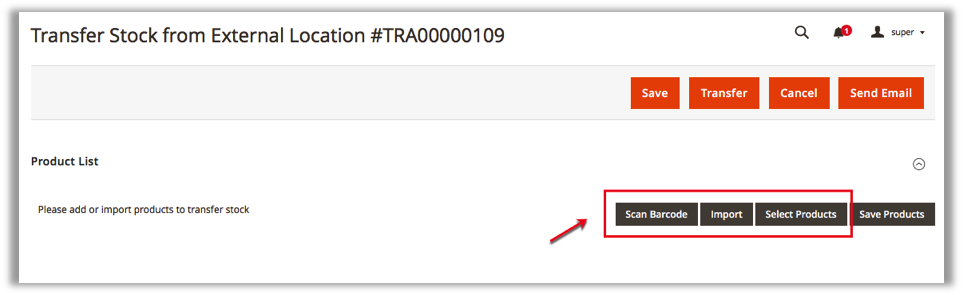 Transfer Stock from External Location #TRA00000109
1
super
Save
Transfer
Cancel
Send Email
Product List
Please add or import products to transfer stock
Scan Barcode
Import
Select Products
Save Products